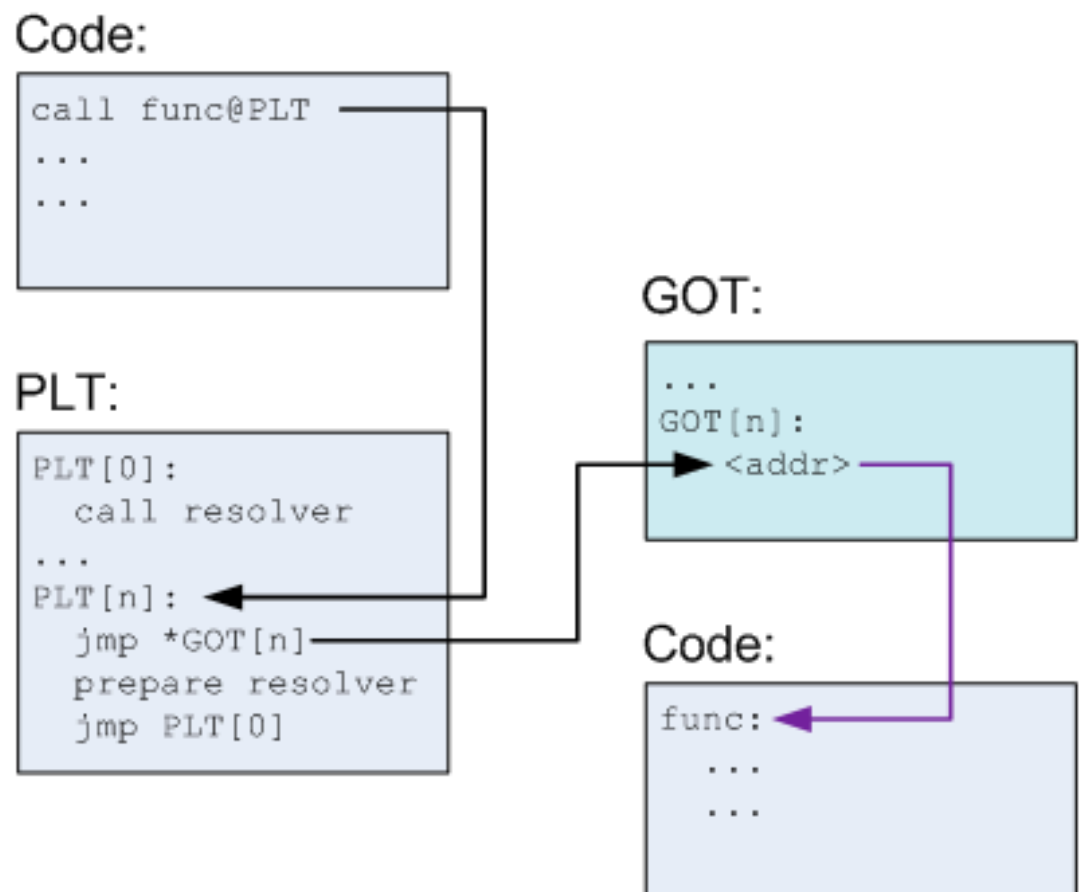 Code:
call func@PLT
...
...
PLT:
PLT[0]:
call resolver
...
PLT[n]:
jmp *GOT[n]
prepare resolver
jmp PLT[0]
GOT:
...
GOT[n]:
<addr>
Code:
func:
...
...